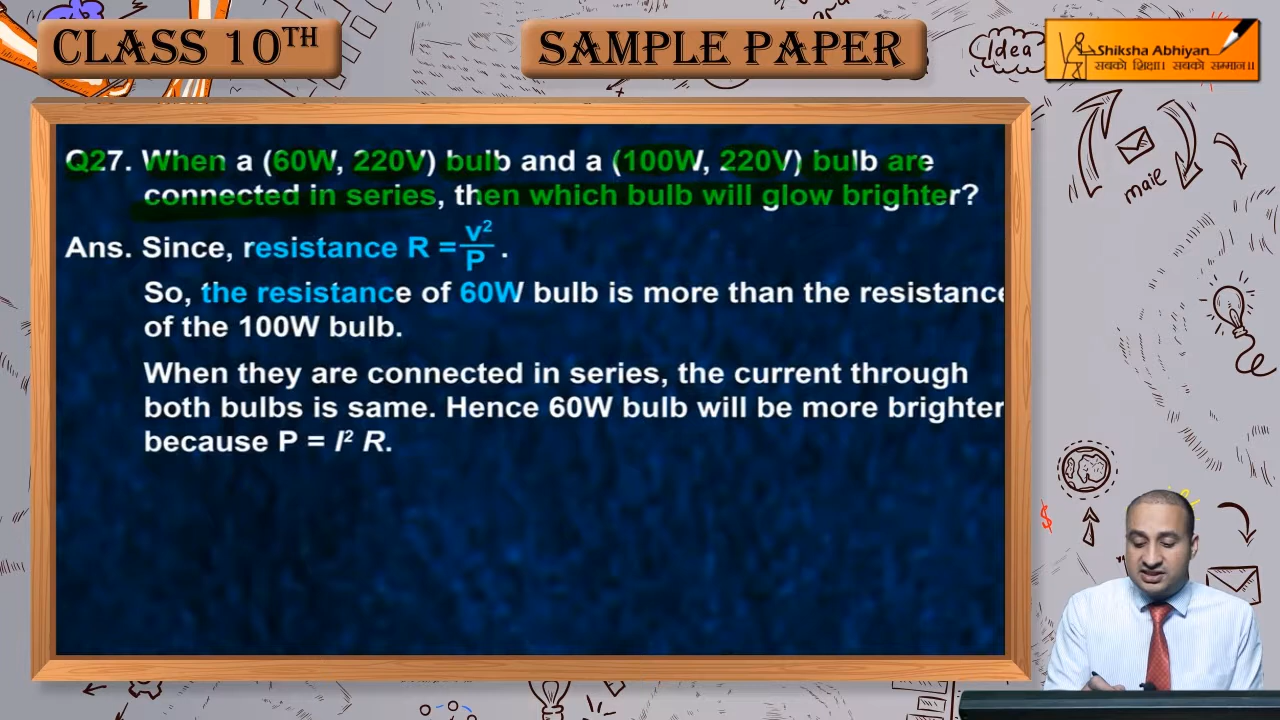 CLASS 10TH
SAMPLE PAPER
Idea
Shiksha Abhiyan
सबको शिक्षा। सबको सम्मान॥
Q27. When a (60W, 220V) bulb and a (100W, 220V) bulb are
connected in series, then which bulb will glow brighter?
Ans. Since, resistance R = v²/P .
So, the resistance of 60W bulb is more than the resistance
of the 100W bulb.
When they are connected in series, the current through
both bulbs is same. Hence 60W bulb will be more brighter
because P = I² R.
maie
$